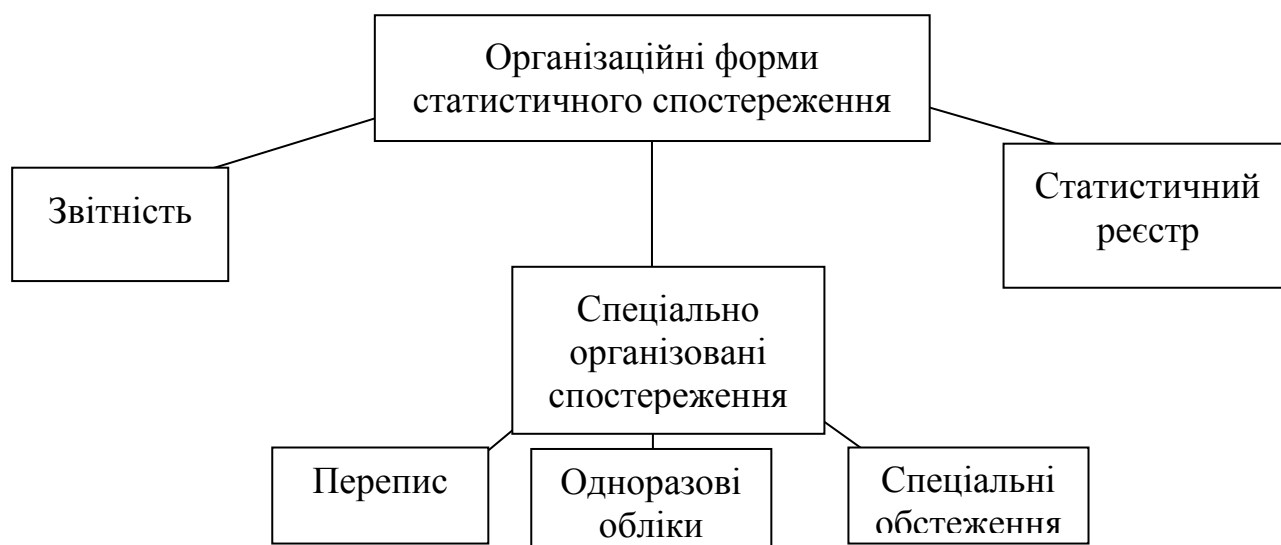 Організаційні форми
статистичного спостереження
Звітність
Статистичний
реєстр
Спеціально
організовані
спостереження
Перепис
Одноразові
обліки
Спеціальні
обстеження